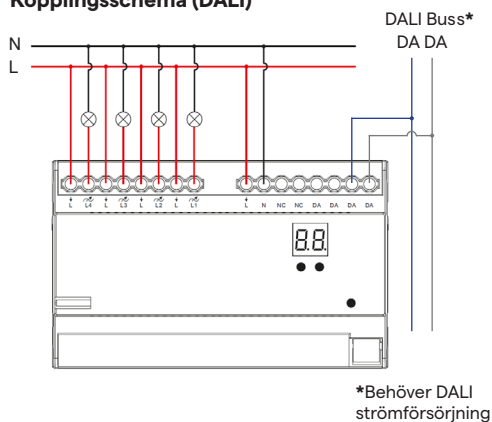 Kopplingsschema (DALI)
DALI Buss*
DA DA
N
L
L L4 L L3 L L2 L L1 L N NC NC DA DA DA DA
8.8.
*Behöver DALI
strömförsörjning